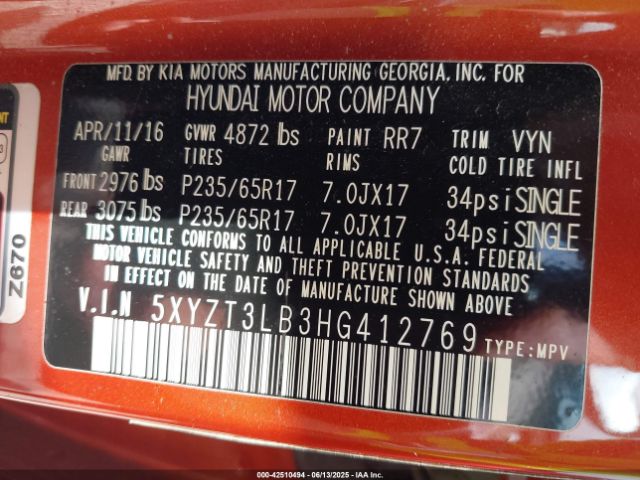 MFD. BY KIA MOTORS MANUFACTURING GEORGIA, INC. FOR
HYUNDAI MOTOR COMPANY
APR/11/16 GVWR 4872 lbs PAINT RR7 TRIM VYN
GAWR TIRES RIMS COLD TIRE INFL
FRONT 2976 lbs P235/65R17 7.0JX17 34psi SINGLE
REAR 3075 lbs P235/65R17 7.0JX17 34psi SINGLE
THIS VEHICLE CONFORMS TO ALL APPLICABLE U.S.A. FEDERAL
MOTOR VEHICLE SAFETY AND THEFT PREVENTION STANDARDS
IN EFFECT ON THE DATE OF MANUFACTURE SHOWN ABOVE.
V.I.N 5XYZT3LB3HG412769 TYPE: MPV
Z670
000-42510494 - 06/13/2025 - IAAI.COM